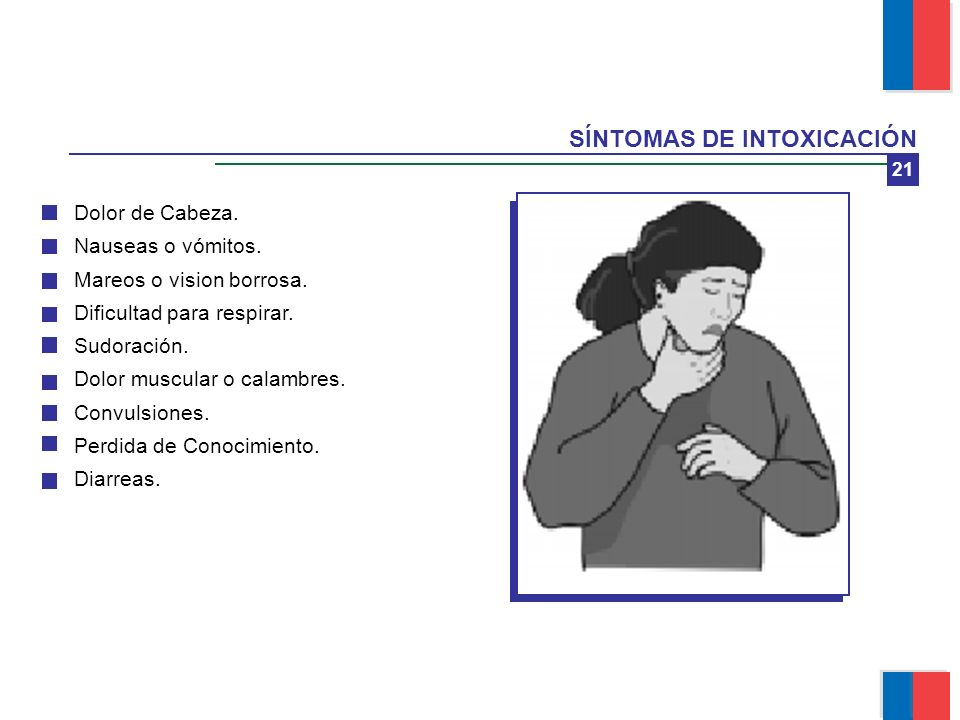 SÍNTOMAS DE INTOXICACIÓN
21
Dolor de Cabeza.
Nauseas o vómitos.
Mareos o vision borrosa.
Dificultad para respirar.
Sudoración.
Dolor muscular o calambres.
Convulsiones.
Perdida de Conocimiento.
Diarreas.